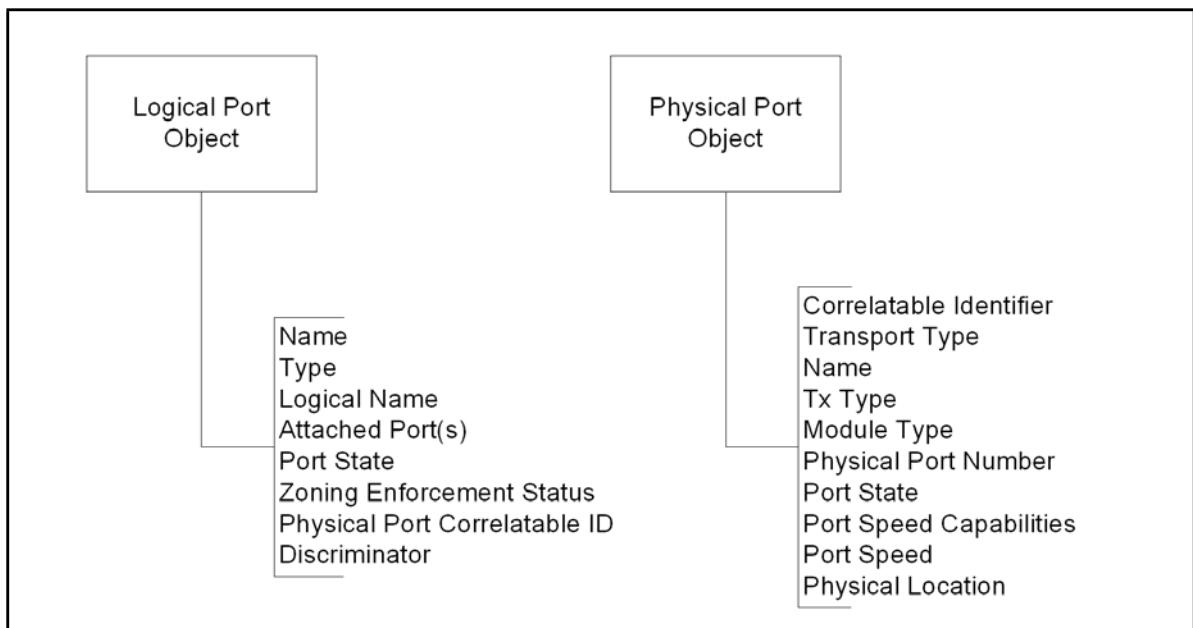 Logical Port
Object
Physical Port
Object
Name
Type
Logical Name
Attached Port(s)
Port State
Zoning Enforcement Status
Physical Port Correlatable ID
Discriminator
Correlatable Identifier
Transport Type
Name
Tx Type
Module Type
Physical Port Number
Port State
Port Speed Capabilities
Port Speed
Physical Location